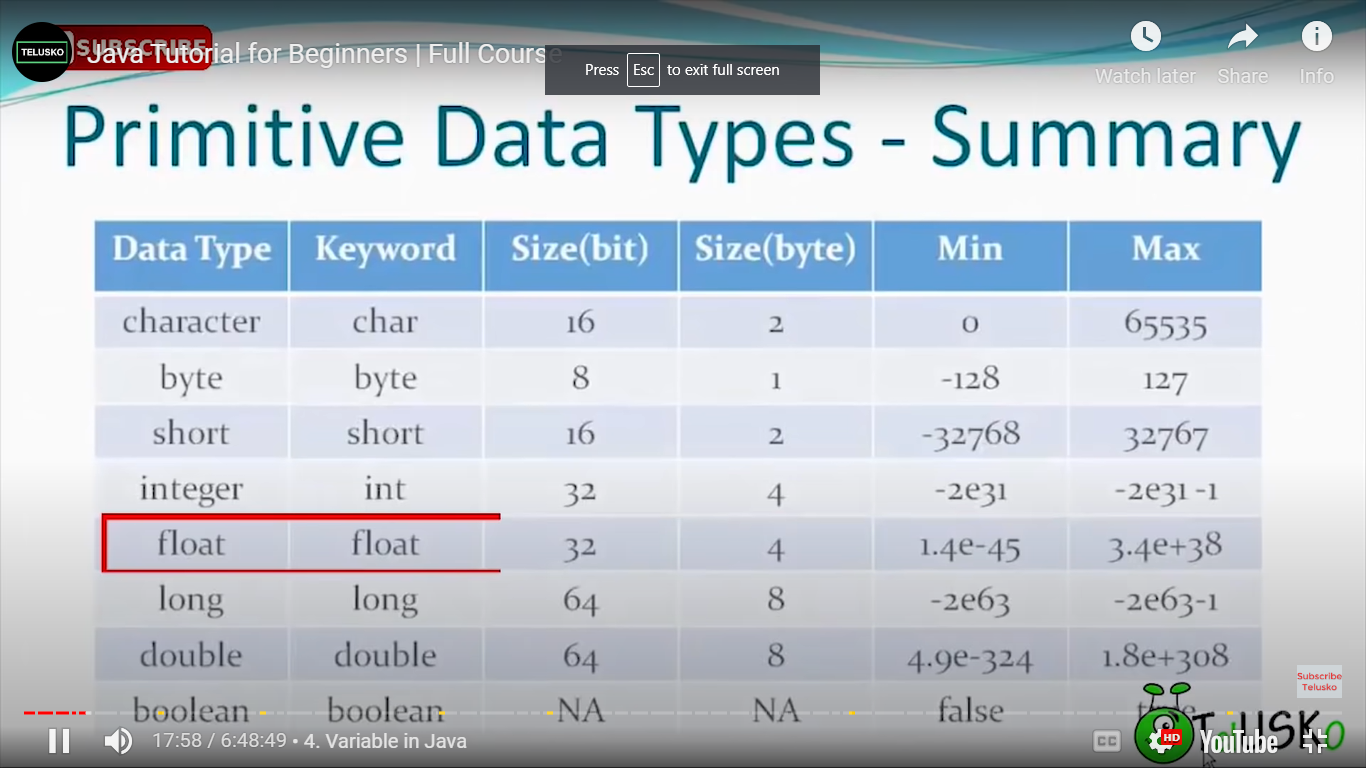 TELUSKO
SUBSCRIBE
Java Tutorial for Beginners | Full Course
Press Esc to exit full screen
Watch later Share Info
Primitive Data Types - Summary
Data Type Keyword Size(bit) Size(byte) Min Max
character char 16 2 0 65535
byte byte 8 1 -128 127
short short 16 2 -32768 32767
integer int 32 4 -2e31 -2e31 -1
float float 32 4 1.4e-45 3.4e+38
long long 64 8 -2e63 -2e63-1
double double 64 8 4.9e-324 1.8e+308
boolean boolean NA NA false true
Subscribe
Telusko
17:58 / 6:48:49 • 4. Variable in Java
CC
HD
YouTube